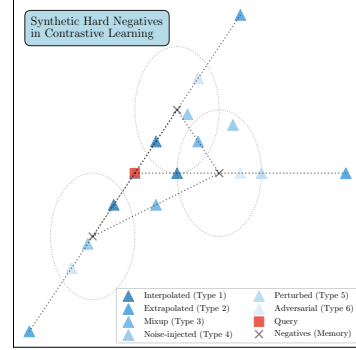 Synthetic Hard Negatives
in Contrastive Learning
Interpolated (Type 1)
Extrapolated (Type 2)
Mixup (Type 3)
Noise-injected (Type 4)
Perturbed (Type 5)
Adversarial (Type 6)
Query
Negatives (Memory)